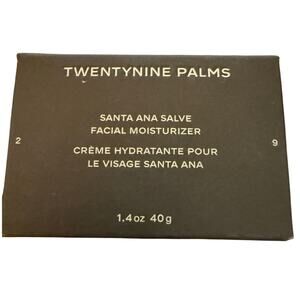 TWENTYNINE PALMS
SANTA ANA SALVE
FACIAL MOISTURIZER
2 9
CRÈME HYDRATANTE POUR
LE VISAGE SANTA ANA
1.4oz 40g